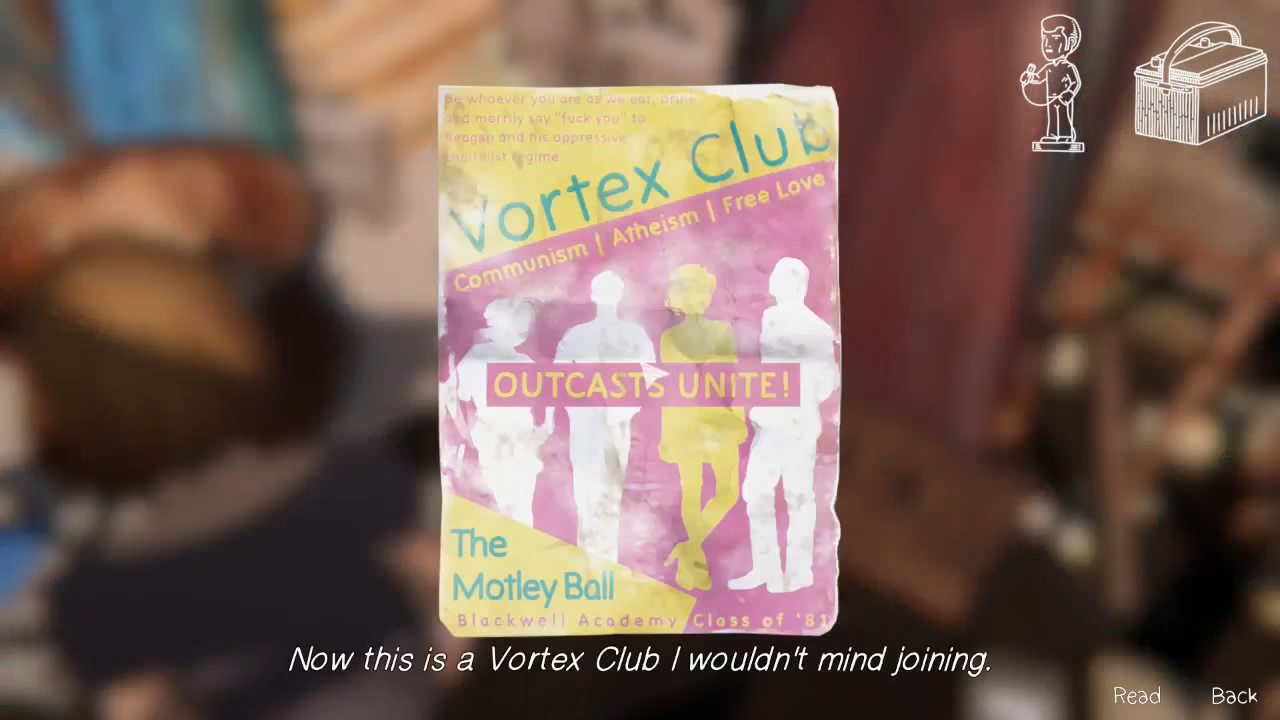 Be whoever you are as we eat, drink
and merrily say "fuck you" to
Reagan and his oppressive
capitalist regime.
Vortex Club
Communism | Atheism | Free Love
OUTCASTS UNITE!
The
Motley Ball
Blackwell Academy Class of '81
Now this is a Vortex Club I wouldn't mind joining.
Read
Back